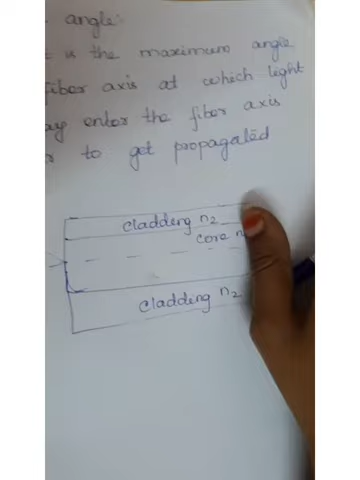 angle:
is the maximum angle
fiber axis at which light
enter the fiber axis
to get propagated
cladding n2
core n
cladding n2